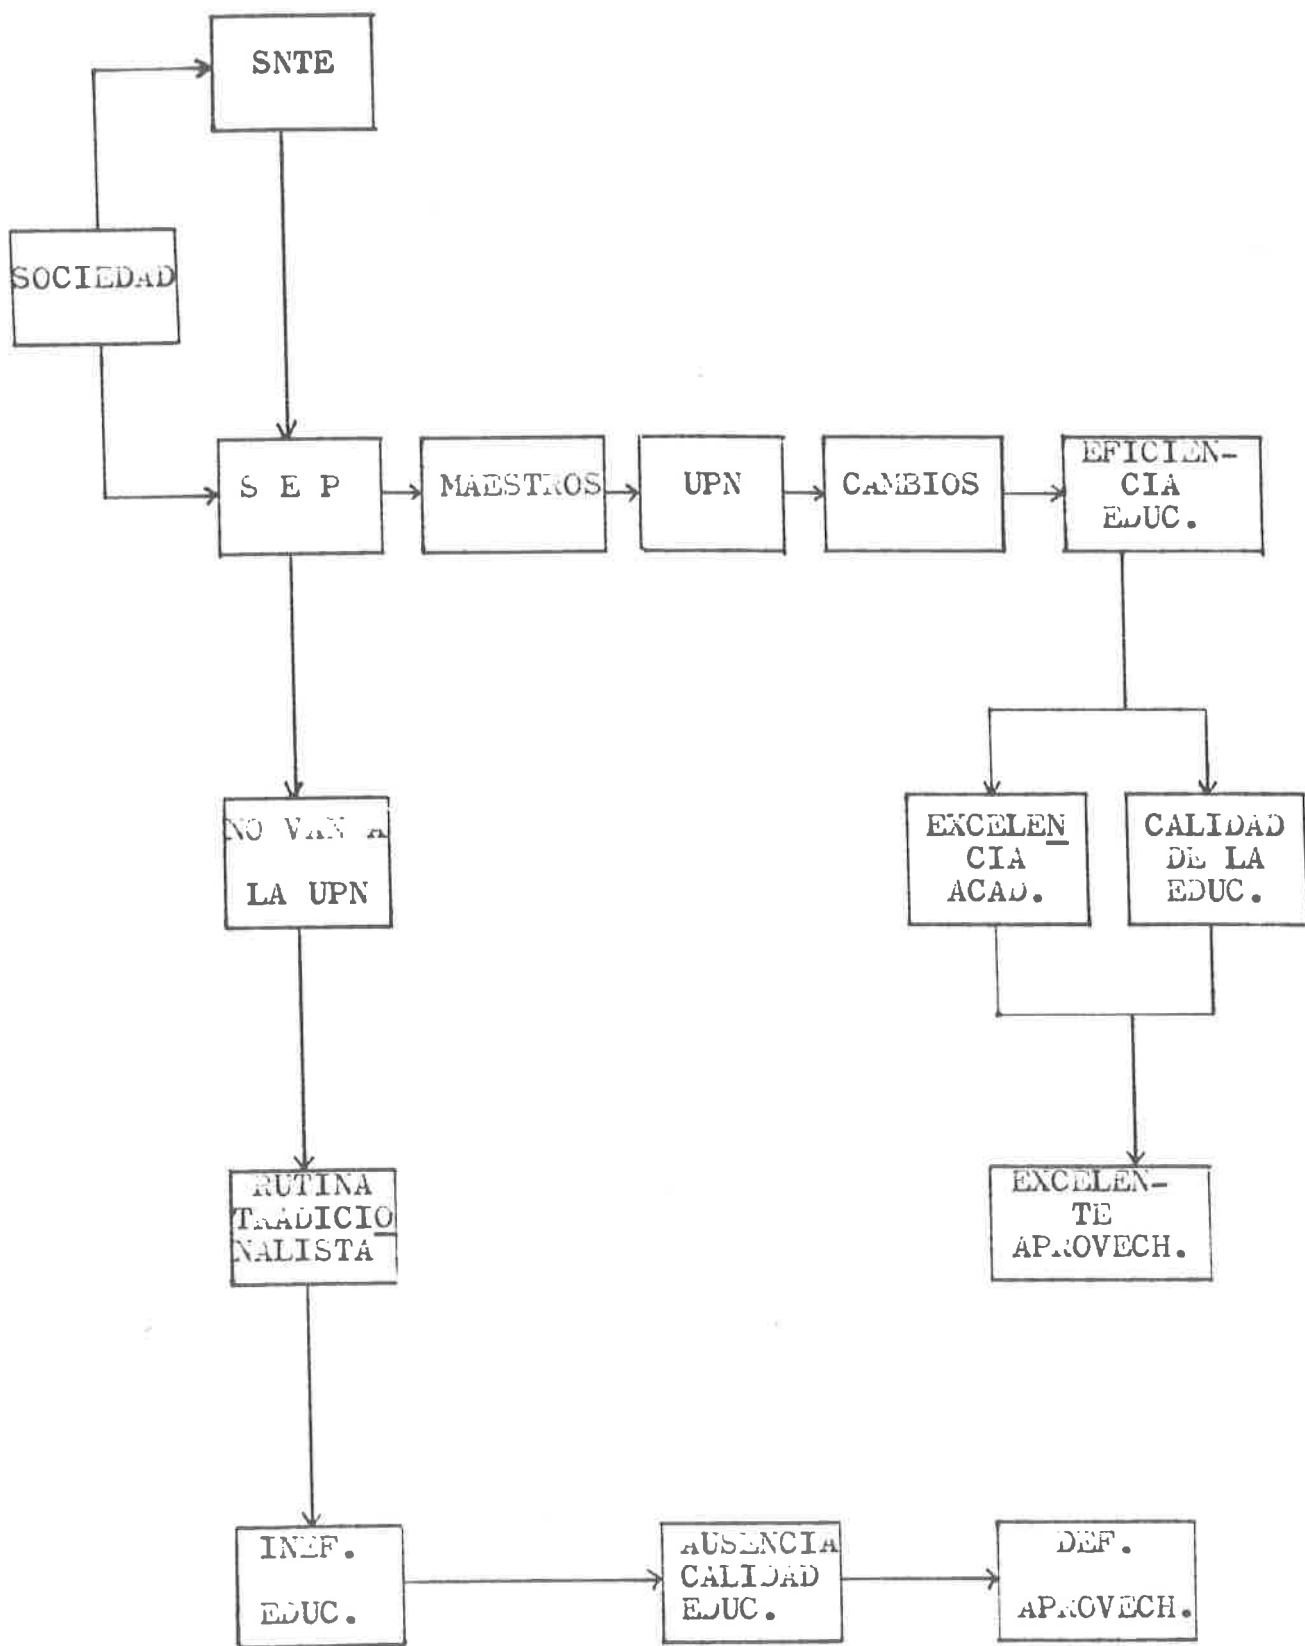 SNTE
SOCIEDAD
S E P
MAESTROS
UPN
CAMBIOS
EFICIEN-
CIA
EDUC.
NO VAN A
LA UPN
EXCELEN
CIA
ACAD.
CALIDAD
DE LA
EDUC.
RUTINA
TRADICIO
NALISTA
EXCELEN-
TE
APROVECH.
INEF.
EDUC.
AUSENCIA
CALIDAD
EDUC.
DEF.
APROVECH.